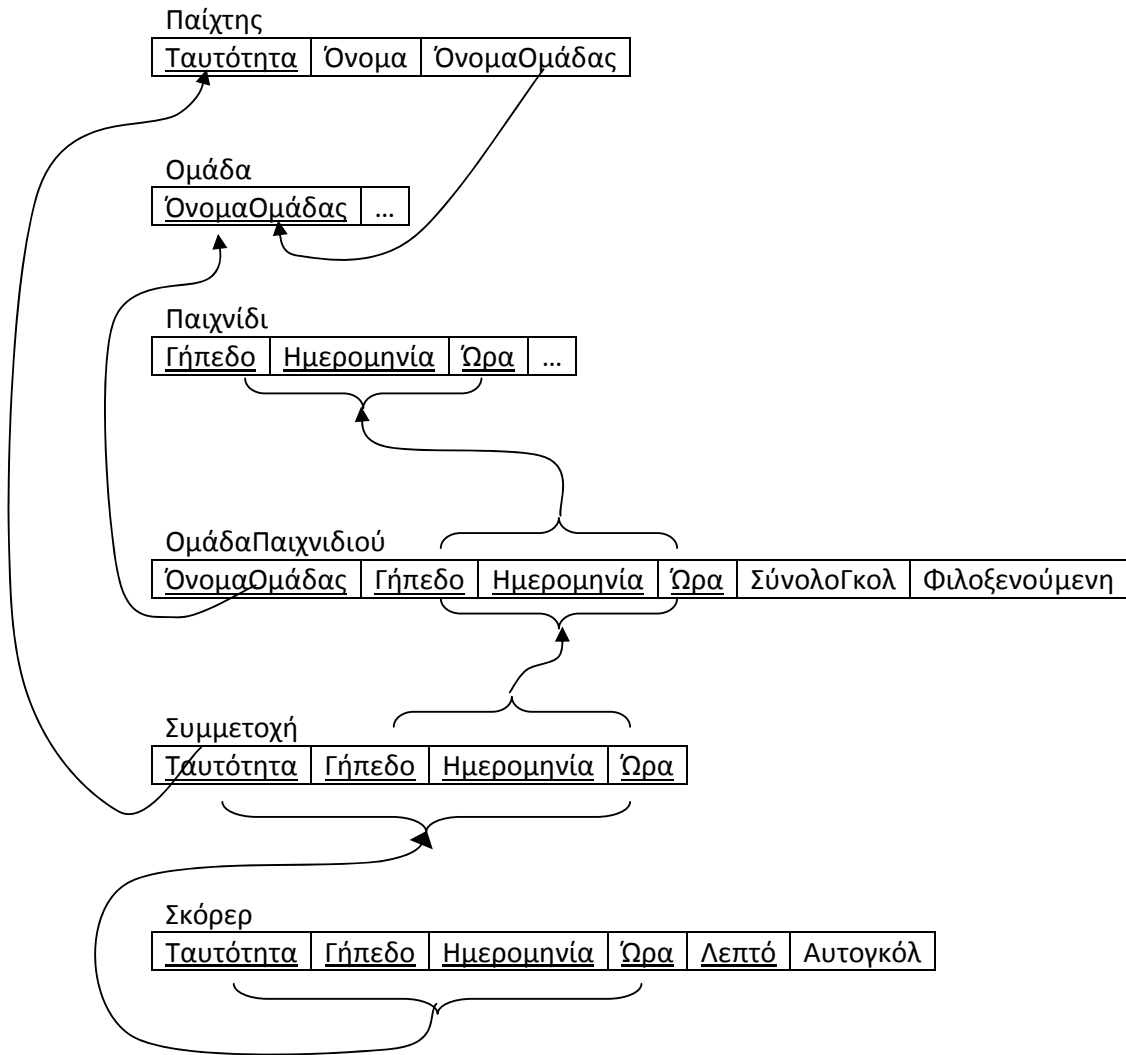 Παίχτης
Ταυτότητα Όνομα ΌνομαΟμάδας
Ομάδα
ΌνομαΟμάδας ...
Παιχνίδι
Γήπεδο Ημερομηνία Ώρα ...
ΟμάδαΠαιχνιδιού
ΌνομαΟμάδας Γήπεδο Ημερομηνία Ώρα ΣύνολοΓκολ Φιλοξενούμενη
Συμμετοχή
Ταυτότητα Γήπεδο Ημερομηνία Ώρα
Σκόρερ
Ταυτότητα Γήπεδο Ημερομηνία Ώρα Λεπτό Αυτογκόλ